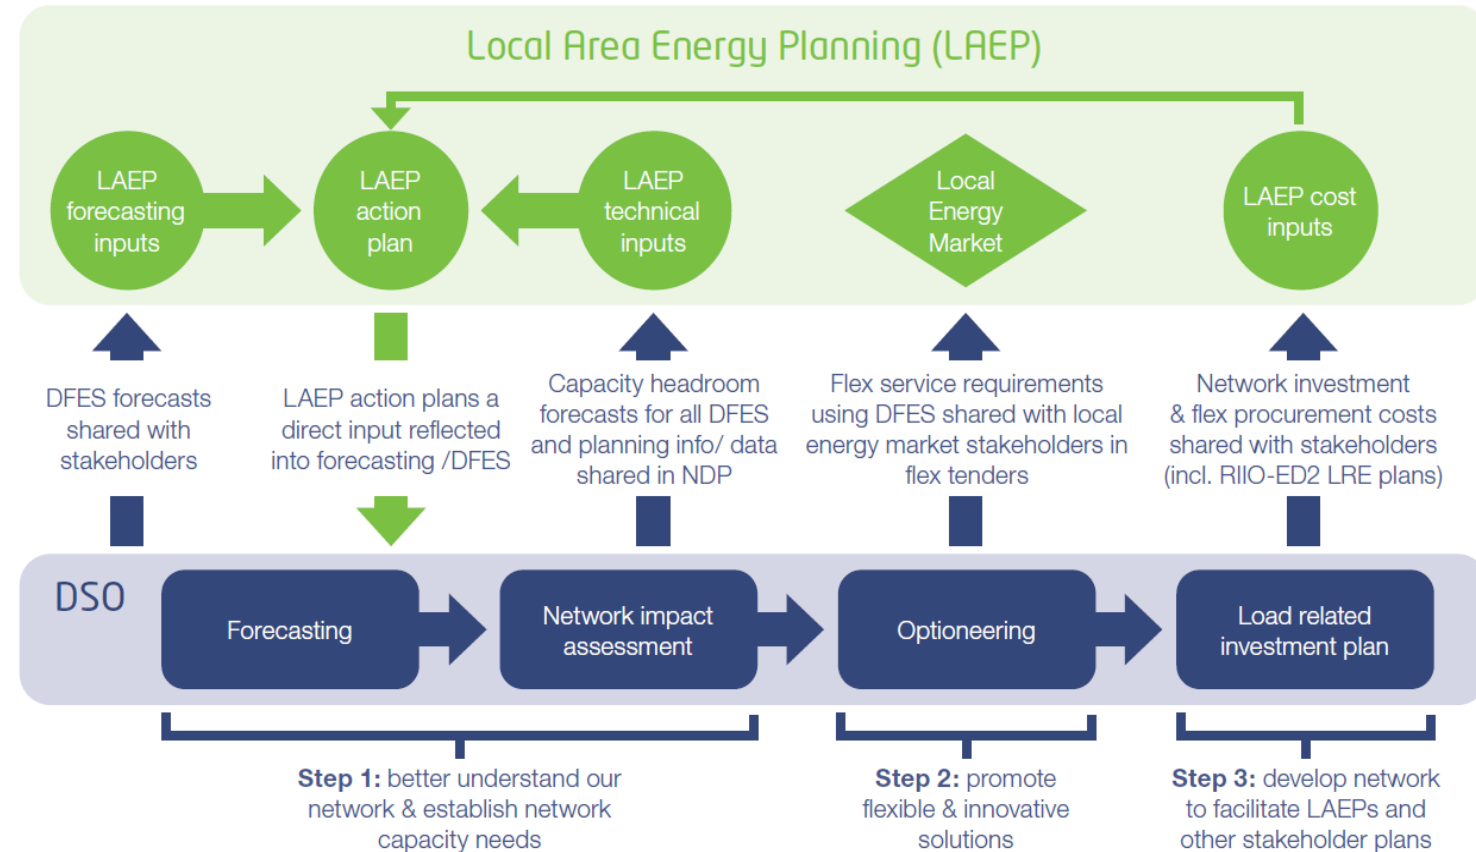 Local Area Energy Planning (LAEP)
LAEP
forecasting
inputs
LAEP
action
plan
LAEP
technical
inputs
Local
Energy
Market
LAEP cost
inputs
DFES forecasts
shared with
stakeholders
LAEP action plans a
direct input reflected
into forecasting /DFES
Capacity headroom
forecasts for all DFES
and planning info/ data
shared in NDP
Flex service requirements
using DFES shared with local
energy market stakeholders in
flex tenders
Network investment
& flex procurement costs
shared with stakeholders
(incl. RIIO-ED2 LRE plans)
DSO
Forecasting
Network impact
assessment
Optioneering
Load related
investment plan
Step 1: better understand our
network & establish network
capacity needs
Step 2: promote
flexible & innovative
solutions
Step 3: develop network
to facilitate LAEPs and
other stakeholder plans